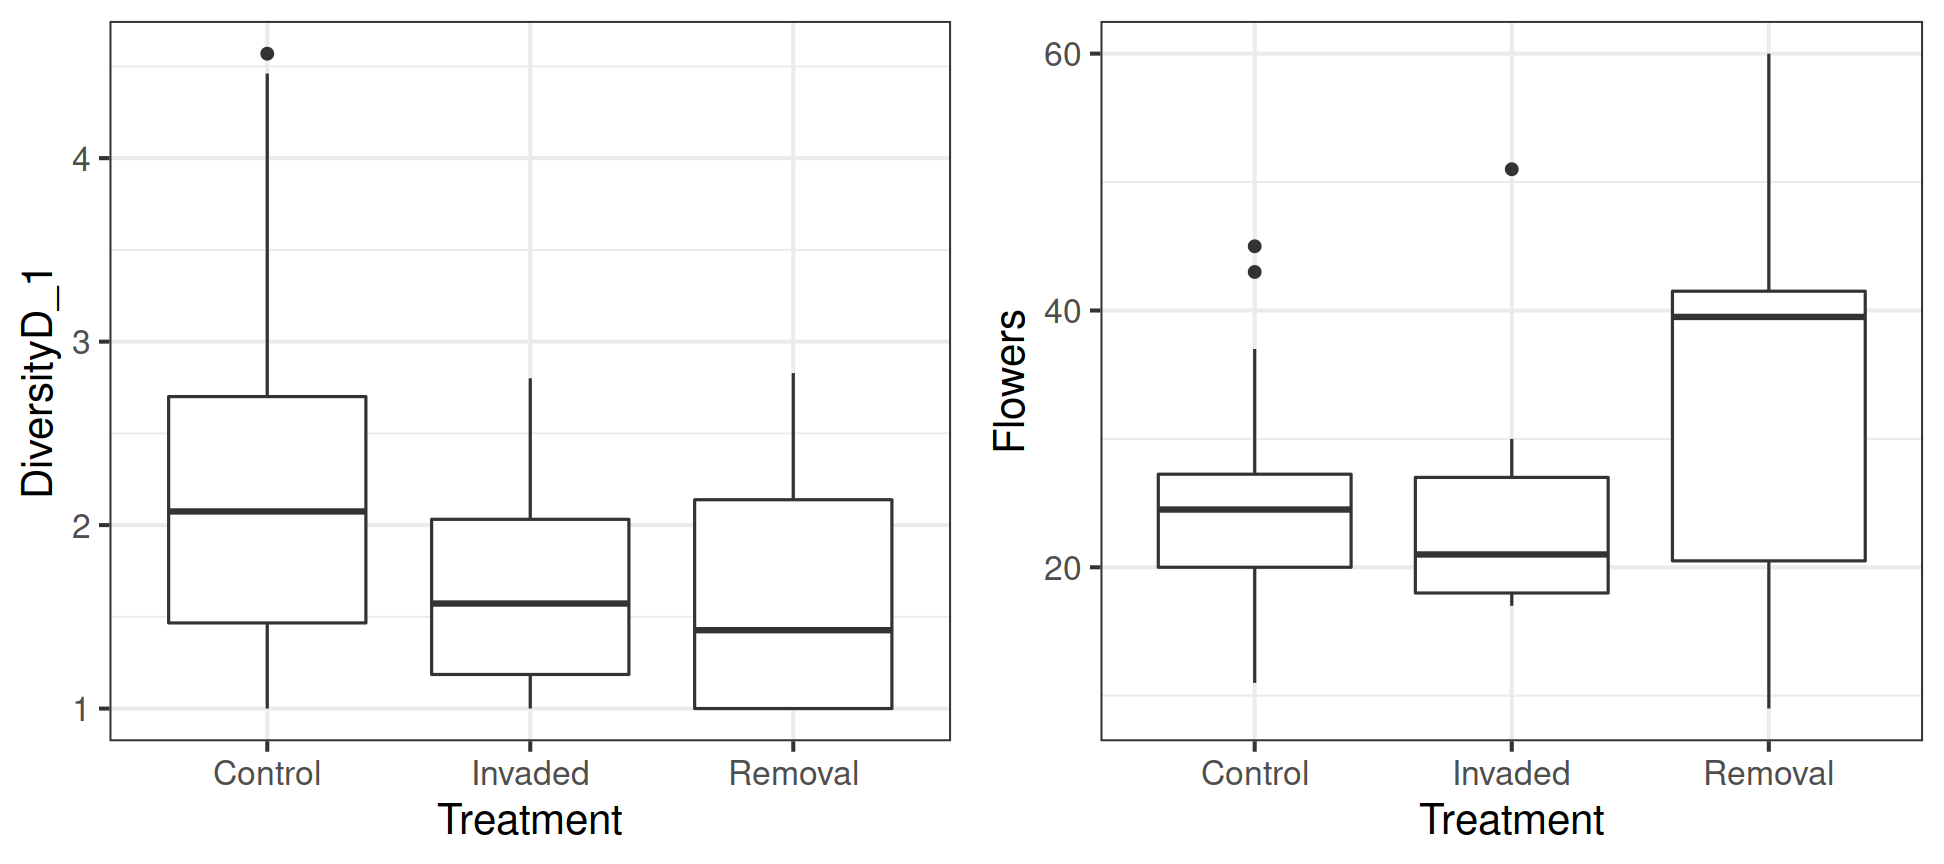 DiversityD_1
4
3
2
1
Control Invaded Removal
Treatment
Flowers
60
40
20
Control Invaded Removal
Treatment